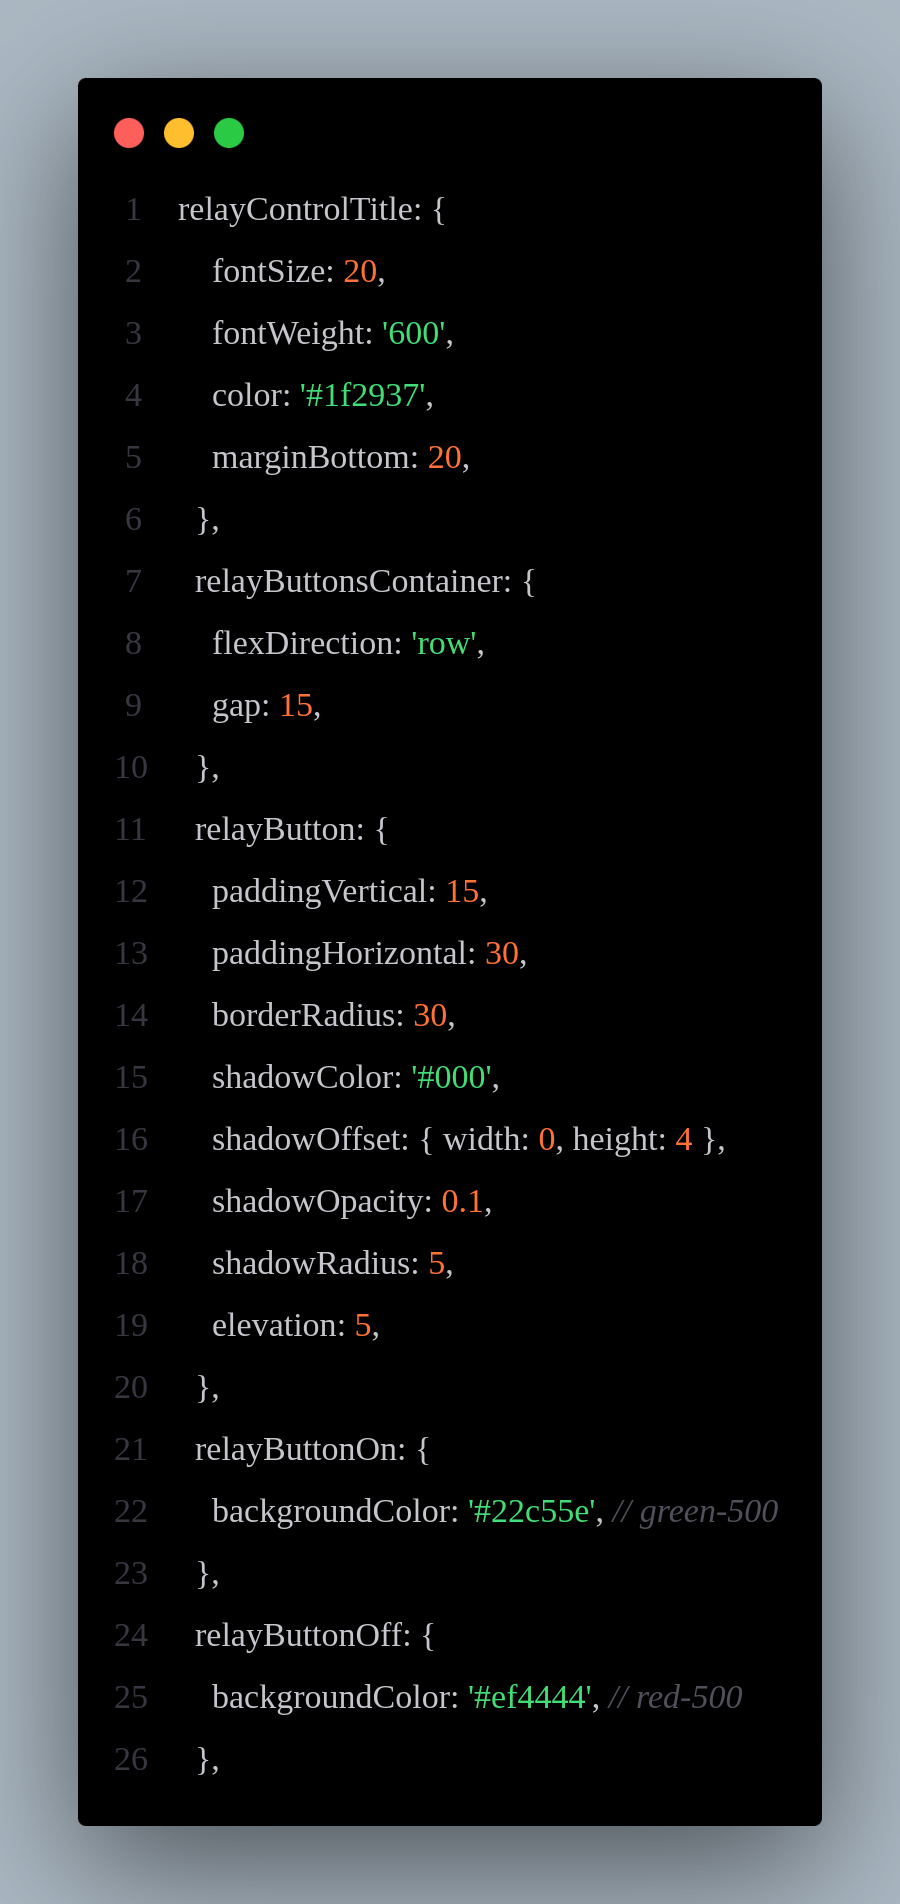 1 relayControlTitle: {
2 fontSize: 20,
3 fontWeight: '600',
4 color: '#1f2937',
5 marginBottom: 20,
6 },
7 relayButtonsContainer: {
8 flexDirection: 'row',
9 gap: 15,
10 },
11 relayButton: {
12 paddingVertical: 15,
13 paddingHorizontal: 30,
14 borderRadius: 30,
15 shadowColor: '#000',
16 shadowOffset: { width: 0, height: 4 },
17 shadowOpacity: 0.1,
18 shadowRadius: 5,
19 elevation: 5,
20 },
21 relayButtonOn: {
22 backgroundColor: '#22c55e', // green-500
23 },
24 relayButtonOff: {
25 backgroundColor: '#ef4444', // red-500
26 },